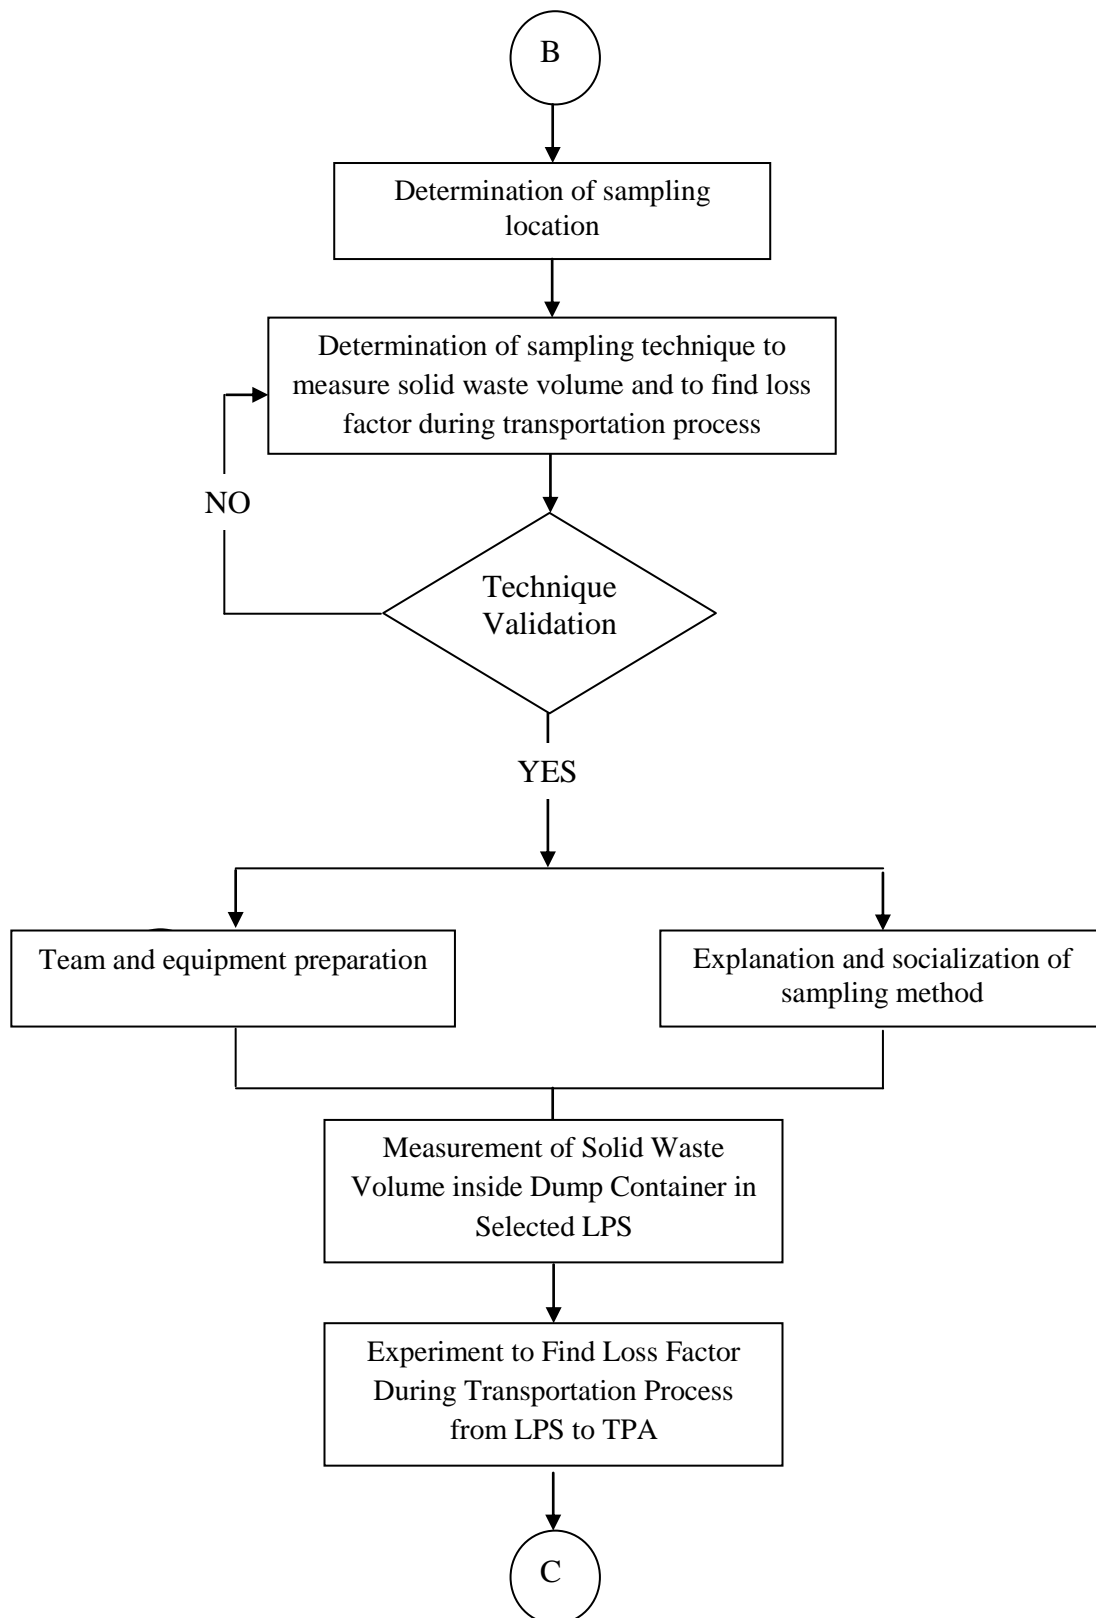 B
Determination of sampling
location
Determination of sampling technique to
measure solid waste volume and to find loss
factor during transportation process
NO
Technique
Validation
YES
Team and equipment preparation
Explanation and socialization of
sampling method
Measurement of Solid Waste
Volume inside Dump Container in
Selected LPS
Experiment to Find Loss Factor
During Transportation Process
from LPS to TPA
C